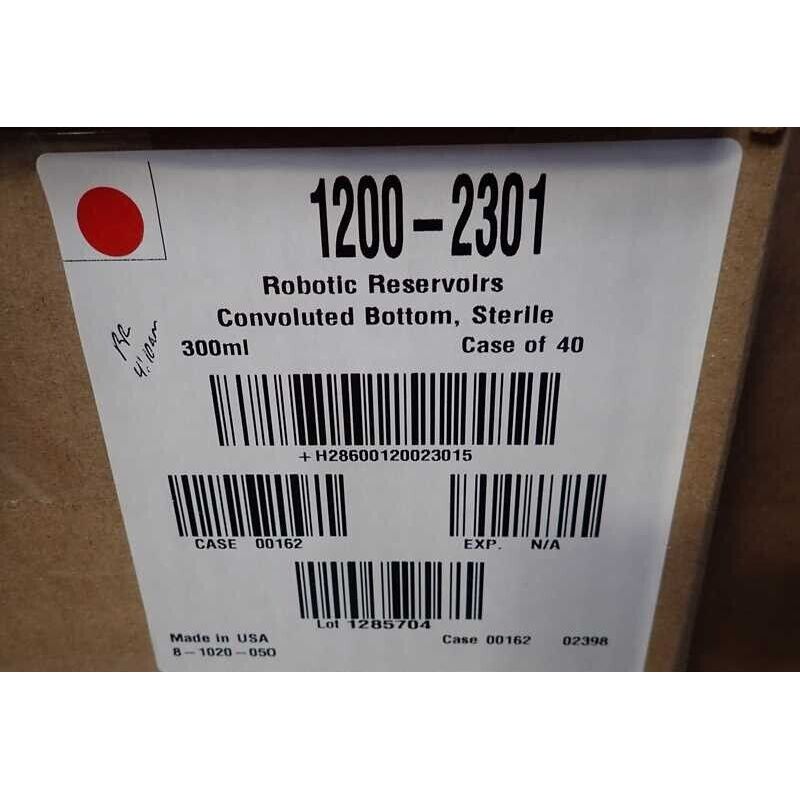 1200-2301
Robotic Reservoirs
Convoluted Bottom, Sterile
300ml Case of 40
+H28600120023015
CASE 00162 EXP. N/A
Lot 1285704
Made in USA Case 00162 02398
8-1020-050